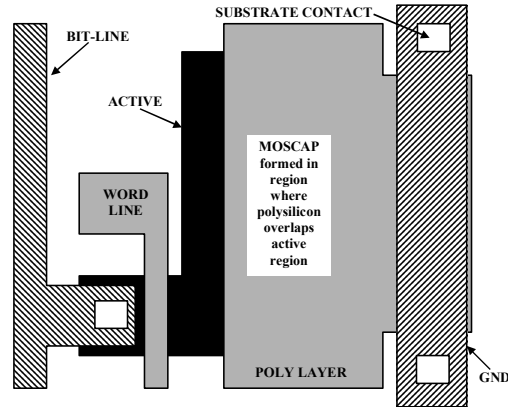 SUBSTRATE CONTACT
BIT-LINE
ACTIVE
MOSCAP
formed in
region
where
polysilicon
overlaps
active
region
WORD
LINE
POLY LAYER
GND